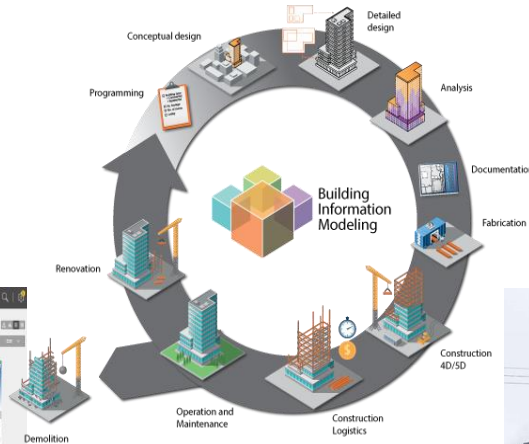 Detailed
design
Conceptual design
Programming
Analysis
Documentation
Building
Information
Modeling
Fabrication
Renovation
Construction
4D/5D
Operation and
Maintenance
Construction
Logistics
Demolition